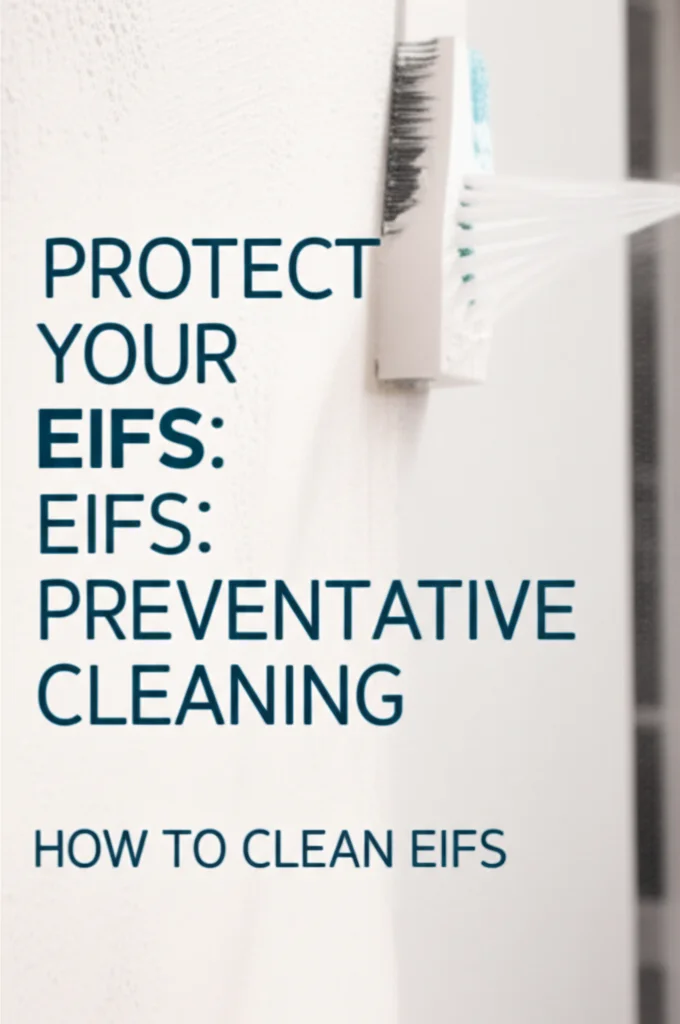 PROTECT
YOUR
EIFS:
EIFS:
PREVENTATIVE
CLEANING
HOW TO CLEAN EIFS